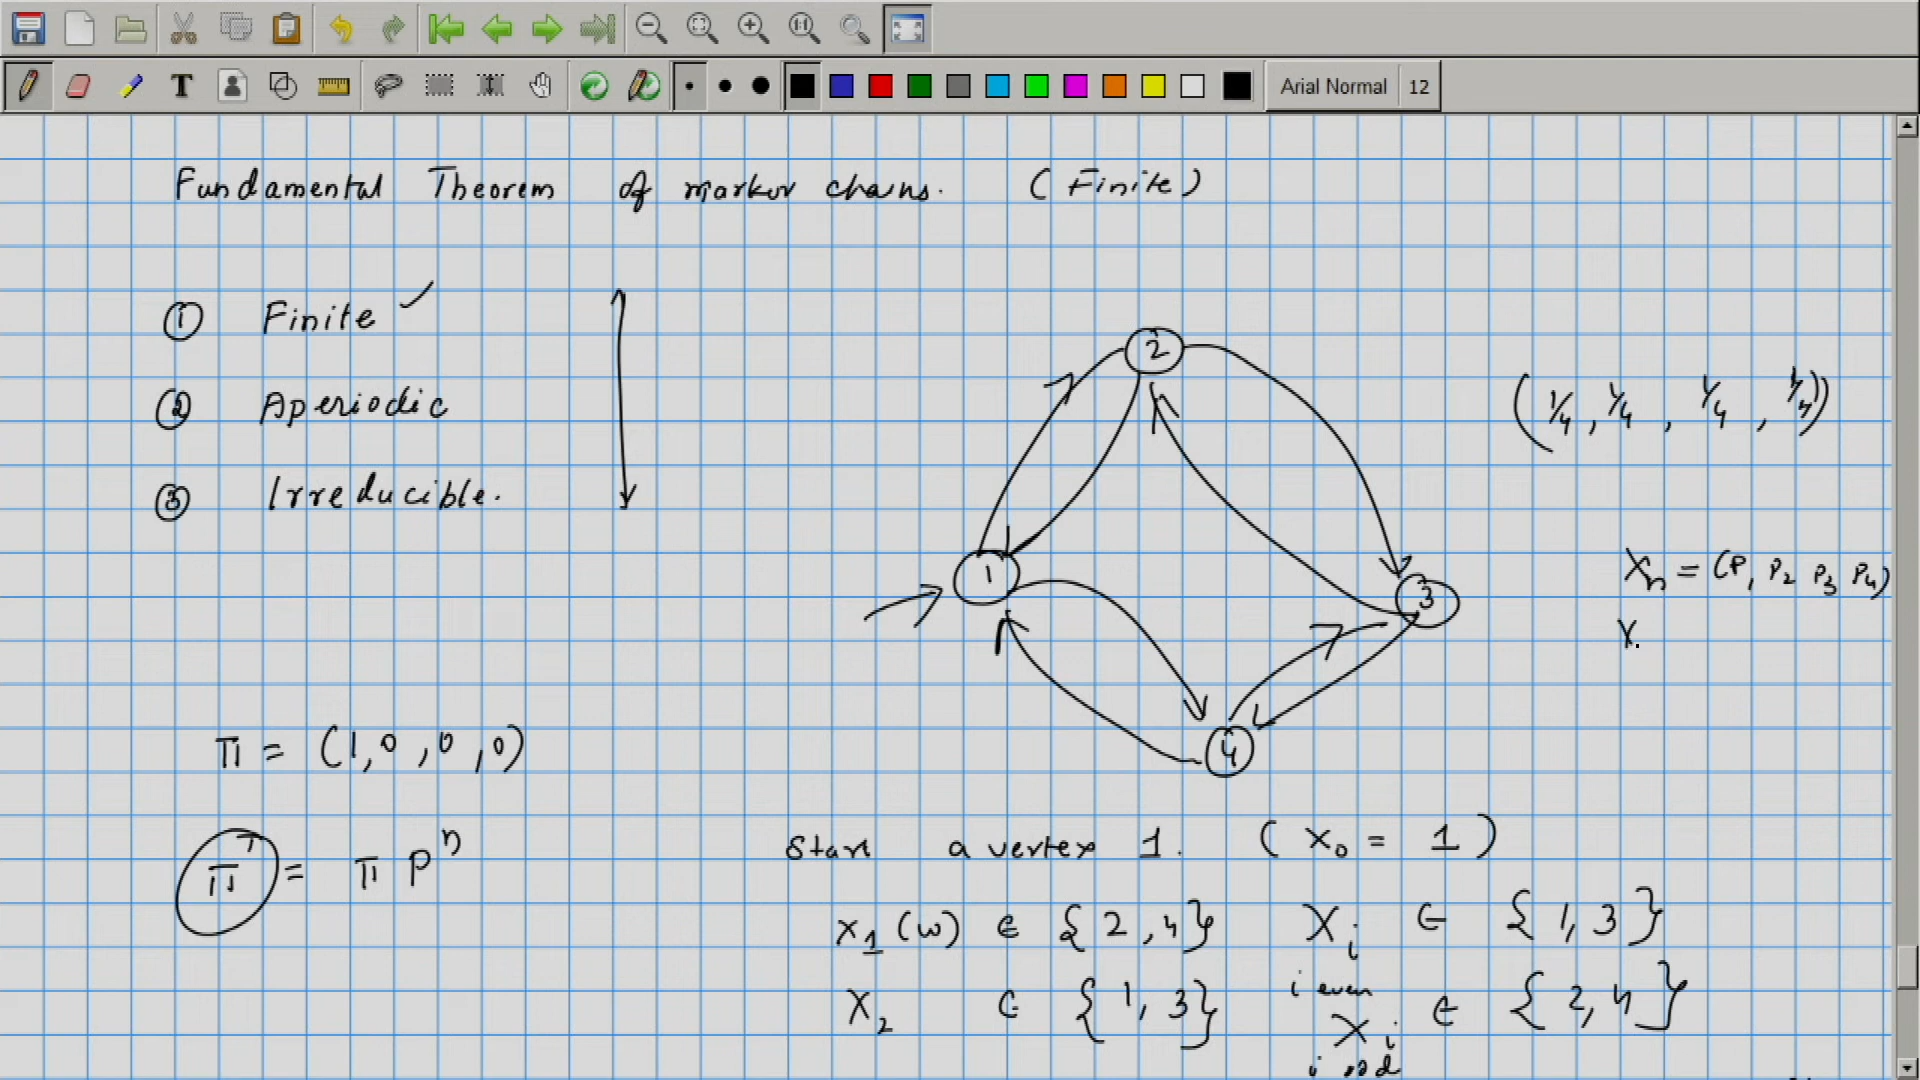 T Arial Normal 12
Fundamental Theorem of markov chains. (Finite)
① Finite ✓
② Aperiodic
③ Irreducible.
2
1
3
4
(1/4, 1/4, 1/4, 1/4)
Xn = (P1 P2 P3 P4)
X
π = (1,0,0,0)
π^T = π P^n
Start a vertex 1. (X0 = 1)
X1(ω) ∈ {2,4} Xi ∈ {1,3}
i even
X2 ∈ {1,3} Xi ∈ {2,4}
i odd